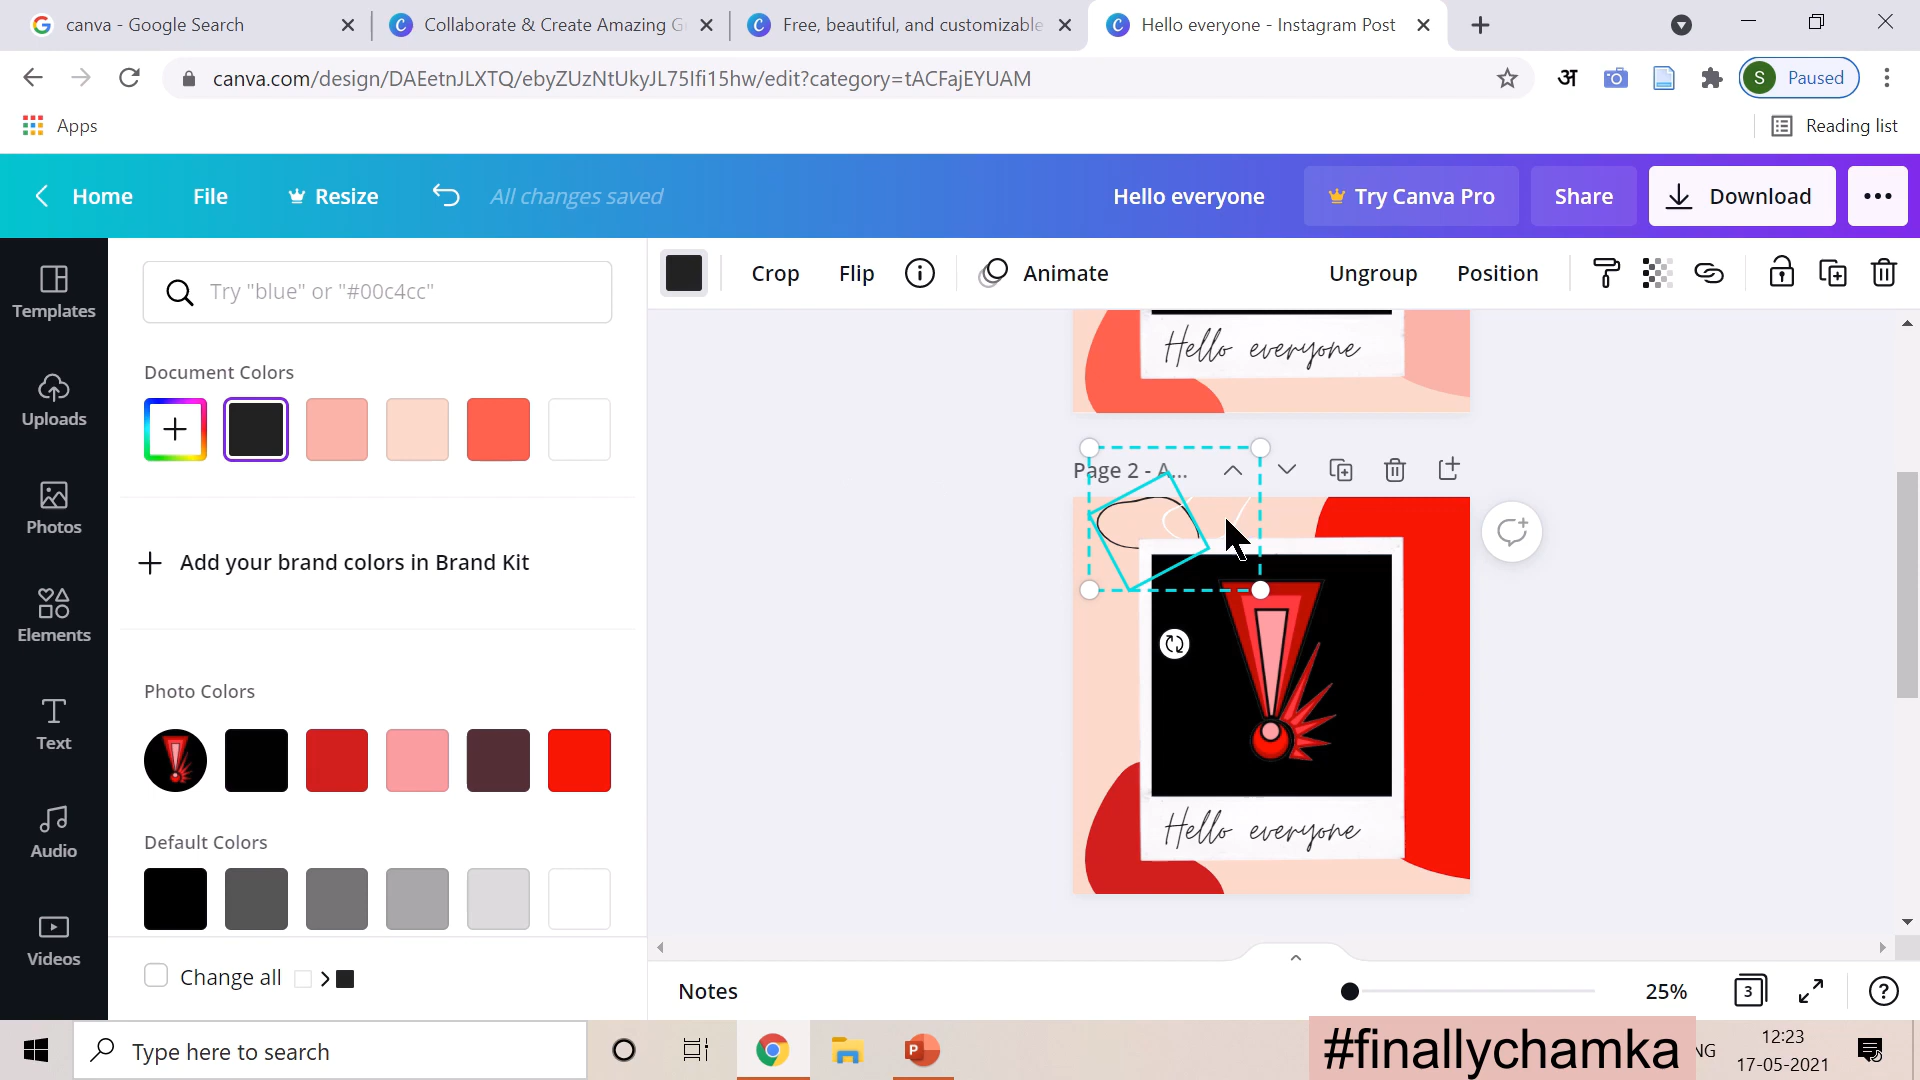 canva - Google Search
Collaborate & Create Amazing G
Free, beautiful, and customizable
Hello everyone - Instagram Post
canva.com/design/DAEetnJLXTQ/ebyZUzNtUkyJL75Ifi15hw/edit?category=tACFajEYUAM
अ
S
Paused
Apps
Reading list
Home
File
Resize
All changes saved
Hello everyone
Try Canva Pro
Share
Download
Templates
Uploads
Photos
Elements
Text
Audio
Videos
Try "blue" or "#00c4cc"
Crop
Flip
Animate
Ungroup
Position
Document Colors
Hello everyone
Page 2 - A...
Add your brand colors in Brand Kit
Photo Colors
Hello everyone
Default Colors
Change all
Notes
25%
3
Type here to search
#finallychamka
NG
12:23
17-05-2021